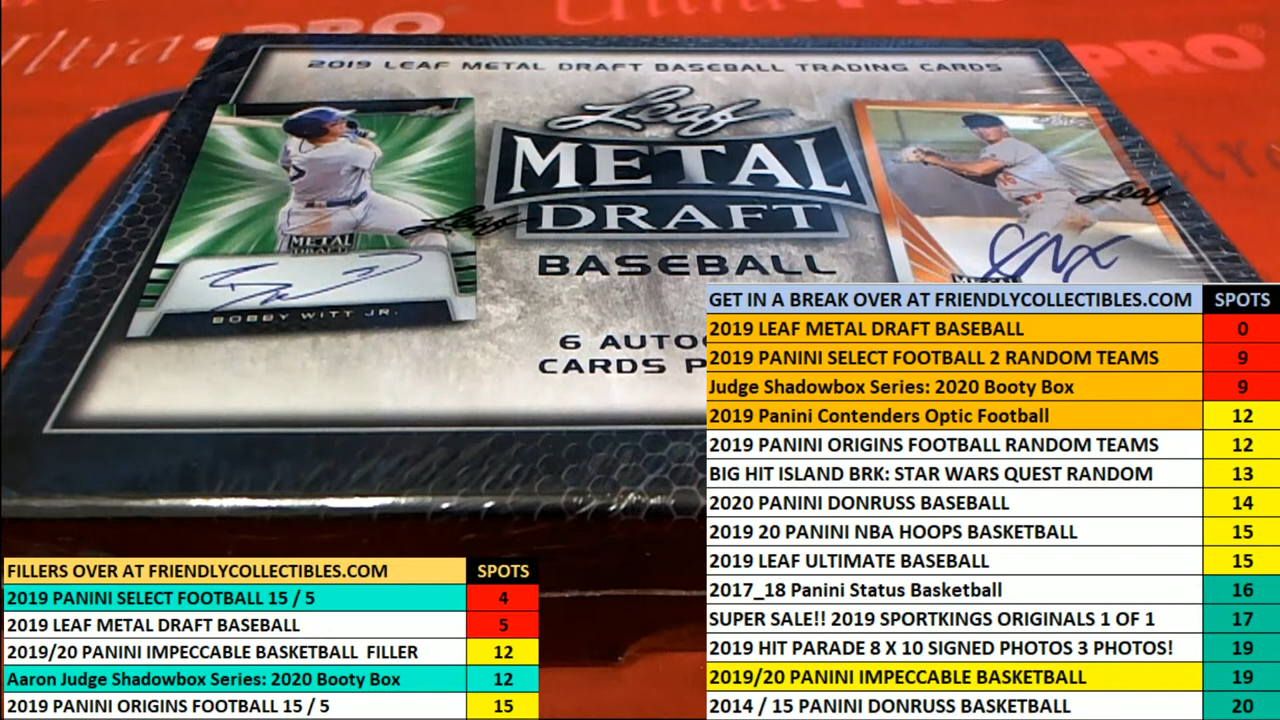 Ultra • PRO
Ultra • PRO
PRO
2019 LEAF METAL DRAFT BASEBALL TRADING CARDS
Leaf
METAL
DRAFT
BASEBALL
6 AUTO
CARDS P
METAL
DRAFT
BOBBY WITT JR.
Leaf
Leaf
GET IN A BREAK OVER AT FRIENDLYCOLLECTIBLES.COM SPOTS
2019 LEAF METAL DRAFT BASEBALL 0
2019 PANINI SELECT FOOTBALL 2 RANDOM TEAMS 9
Judge Shadowbox Series: 2020 Booty Box 9
2019 Panini Contenders Optic Football 12
2019 PANINI ORIGINS FOOTBALL RANDOM TEAMS 12
BIG HIT ISLAND BRK: STAR WARS QUEST RANDOM 13
2020 PANINI DONRUSS BASEBALL 14
2019 20 PANINI NBA HOOPS BASKETBALL 15
2019 LEAF ULTIMATE BASEBALL 15
2017_18 Panini Status Basketball 16
SUPER SALE!! 2019 SPORTKINGS ORIGINALS 1 OF 1 17
2019 HIT PARADE 8 X 10 SIGNED PHOTOS 3 PHOTOS! 19
2019/20 PANINI IMPECCABLE BASKETBALL 19
2014 / 15 PANINI DONRUSS BASKETBALL 20
FILLERS OVER AT FRIENDLYCOLLECTIBLES.COM SPOTS
2019 PANINI SELECT FOOTBALL 15 / 5 4
2019 LEAF METAL DRAFT BASEBALL 5
2019/20 PANINI IMPECCABLE BASKETBALL FILLER 12
Aaron Judge Shadowbox Series: 2020 Booty Box 12
2019 PANINI ORIGINS FOOTBALL 15 / 5 15